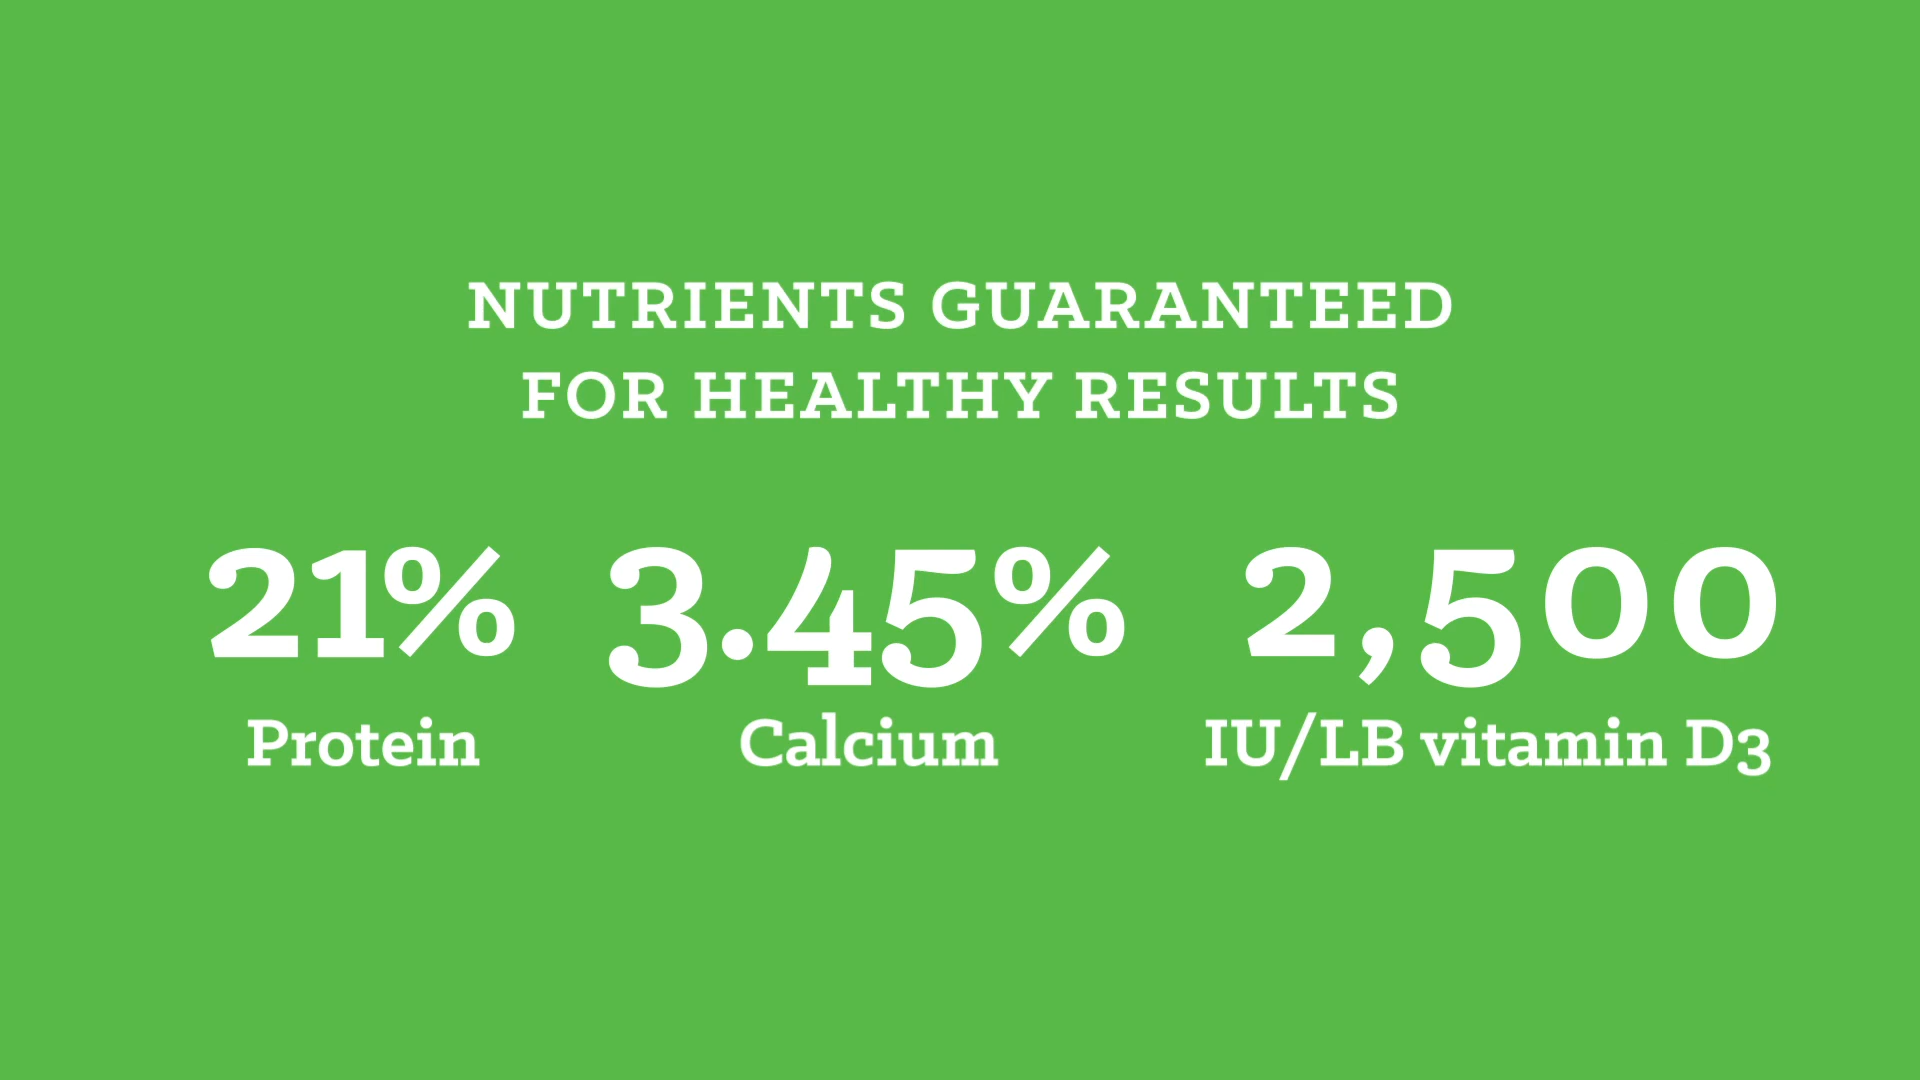 NUTRIENTS GUARANTEED
FOR HEALTHY RESULTS
21% 3.45% 2,500
Protein Calcium IU/LB vitamin D3